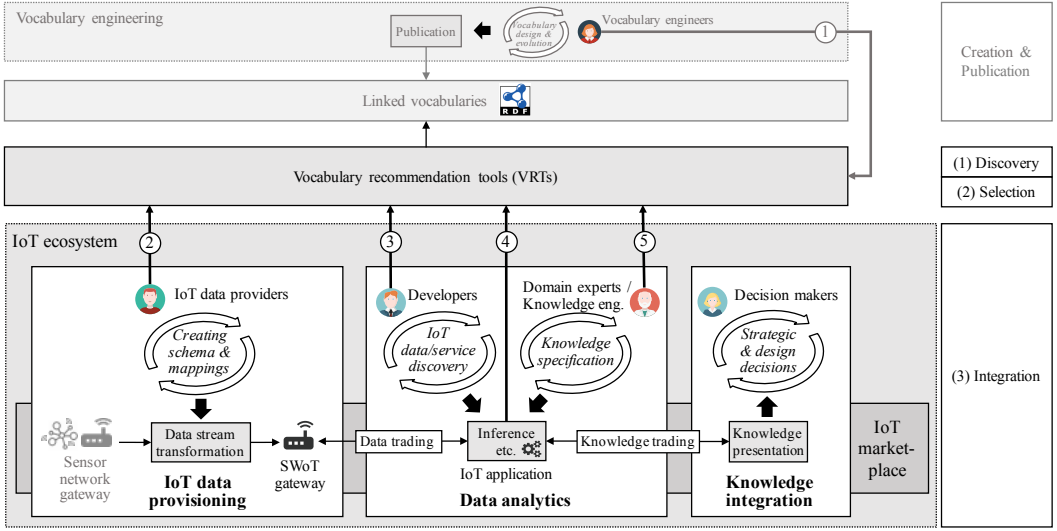 Vocabulary engineering
Publication
Vocabulary
design &
evolution
Vocabulary engineers
1
Creation &
Publication
Linked vocabularies
RDF
Vocabulary recommendation tools (VRTs)
(1) Discovery
(2) Selection
IoT ecosystem
2
3
4
5
IoT data providers
Creating
schema &
mappings
Developers
IoT
data/service
discovery
Domain experts /
Knowledge eng.
Knowledge
specification
Decision makers
Strategic
& design
decisions
(3) Integration
Sensor
network
gateway
Data stream
transformation
SWoT
gateway
IoT data
provisioning
Data trading
Inference
etc.
IoT application
Data analytics
Knowledge trading
Knowledge
presentation
Knowledge
integration
IoT
market-
place